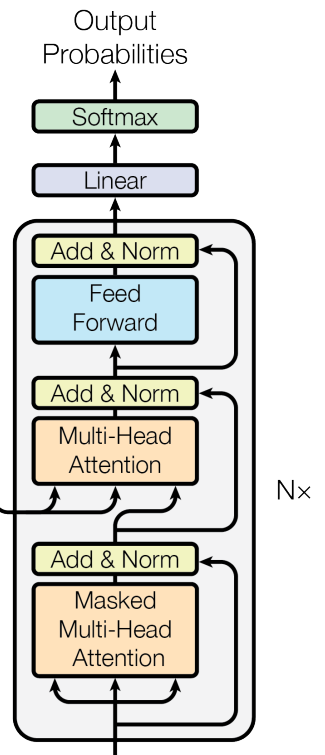 Output
Probabilities
Softmax
Linear
Add & Norm
Feed
Forward
Add & Norm
Multi-Head
Attention
N×
Add & Norm
Masked
Multi-Head
Attention